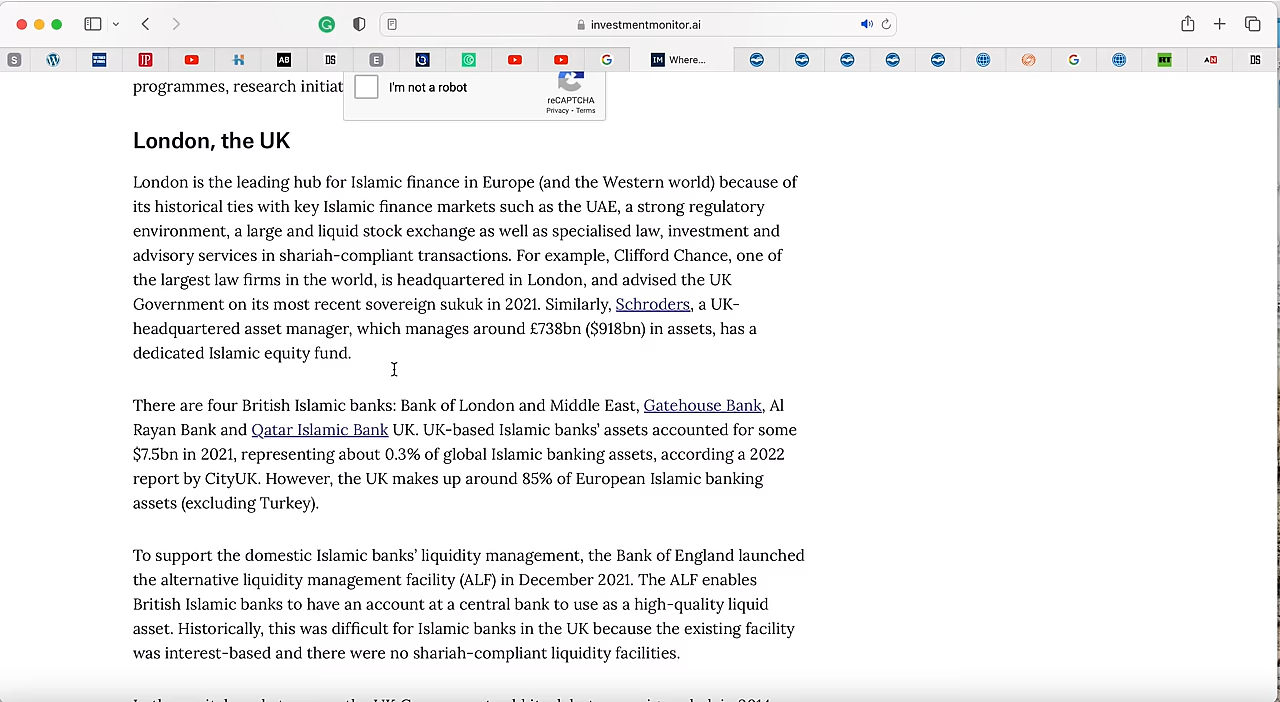 investmentmonitor.ai
S
JP
H
AB
DS
E
G
IM Where...
G
RT
AN
DS
programmes, research initiat
I'm not a robot
reCAPTCHA
Privacy - Terms
London, the UK
London is the leading hub for Islamic finance in Europe (and the Western world) because of
its historical ties with key Islamic finance markets such as the UAE, a strong regulatory
environment, a large and liquid stock exchange as well as specialised law, investment and
advisory services in shariah-compliant transactions. For example, Clifford Chance, one of
the largest law firms in the world, is headquartered in London, and advised the UK
Government on its most recent sovereign sukuk in 2021. Similarly, Schroders, a UK-
headquartered asset manager, which manages around £738bn ($918bn) in assets, has a
dedicated Islamic equity fund.
There are four British Islamic banks: Bank of London and Middle East, Gatehouse Bank, Al
Rayan Bank and Qatar Islamic Bank UK. UK-based Islamic banks’ assets accounted for some
$7.5bn in 2021, representing about 0.3% of global Islamic banking assets, according a 2022
report by CityUK. However, the UK makes up around 85% of European Islamic banking
assets (excluding Turkey).
To support the domestic Islamic banks’ liquidity management, the Bank of England launched
the alternative liquidity management facility (ALF) in December 2021. The ALF enables
British Islamic banks to have an account at a central bank to use as a high-quality liquid
asset. Historically, this was difficult for Islamic banks in the UK because the existing facility
was interest-based and there were no shariah-compliant liquidity facilities.